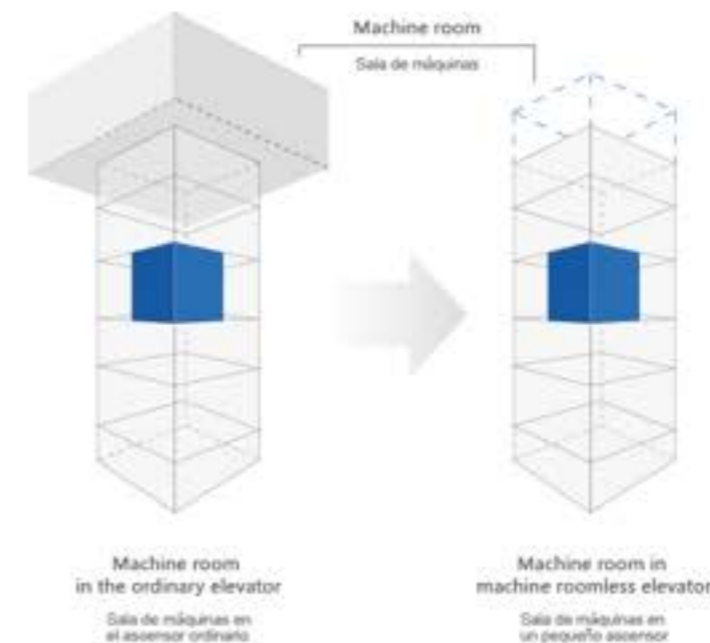 Machine room
Sala de máquinas
Machine room
in the ordinary elevator
Sala de máquinas en
el ascensor ordinario
Machine room in
machine roomless elevator
Sala de máquinas en
un pequeño ascensor